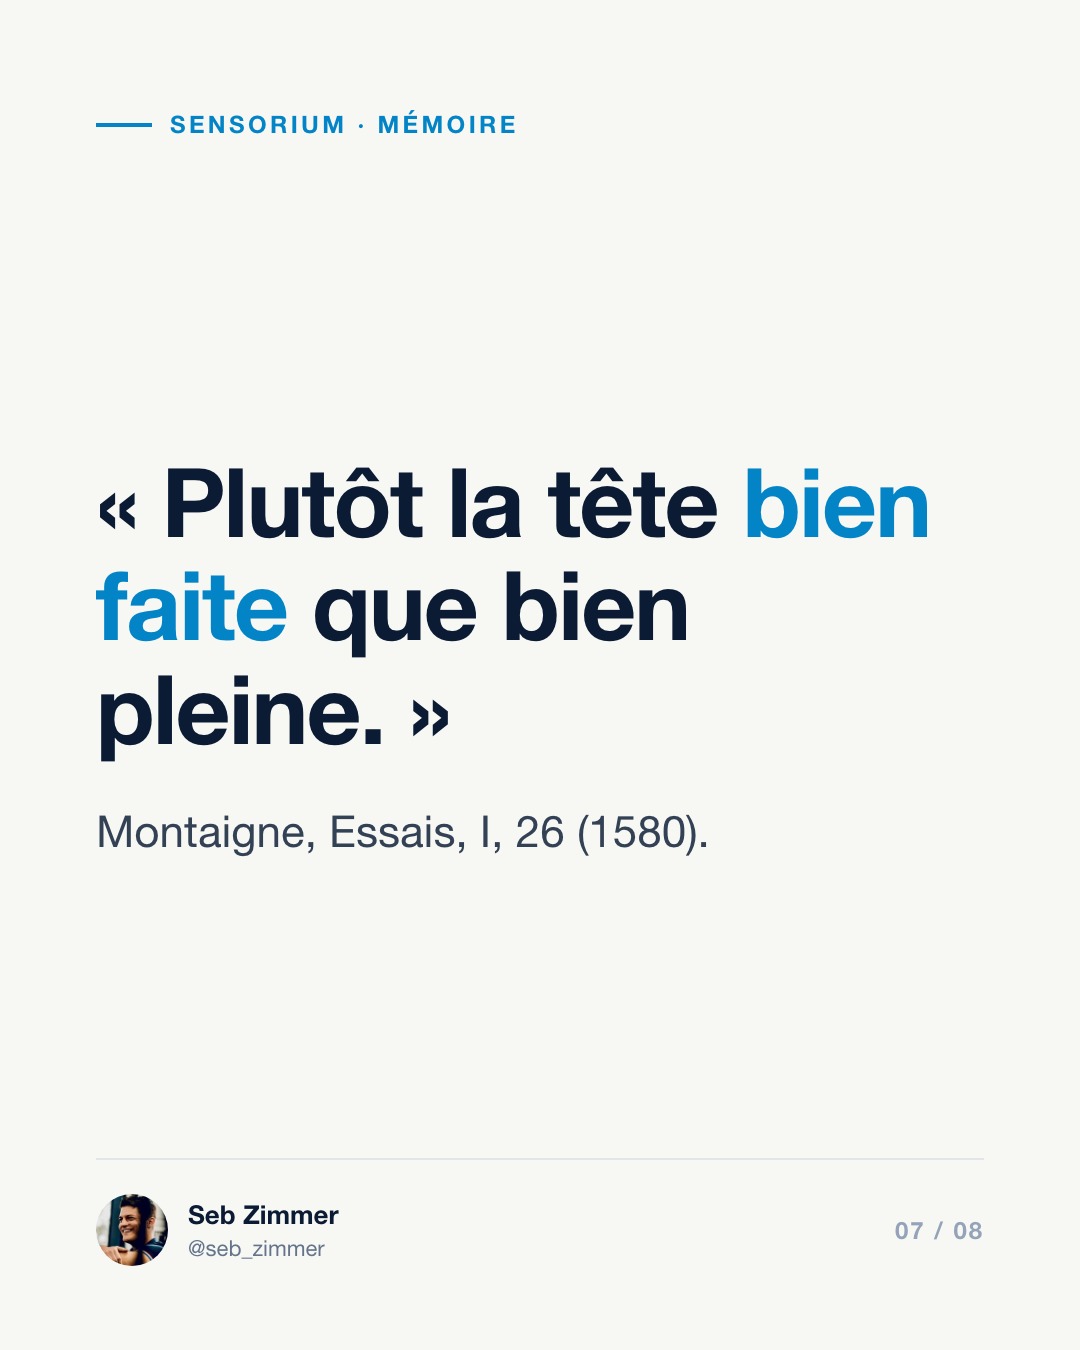 SENSORIUM · MÉMOIRE
« Plutôt la tête bien
faite que bien
pleine. »
Montaigne, Essais, I, 26 (1580).
Seb Zimmer
@seb_zimmer
07 / 08